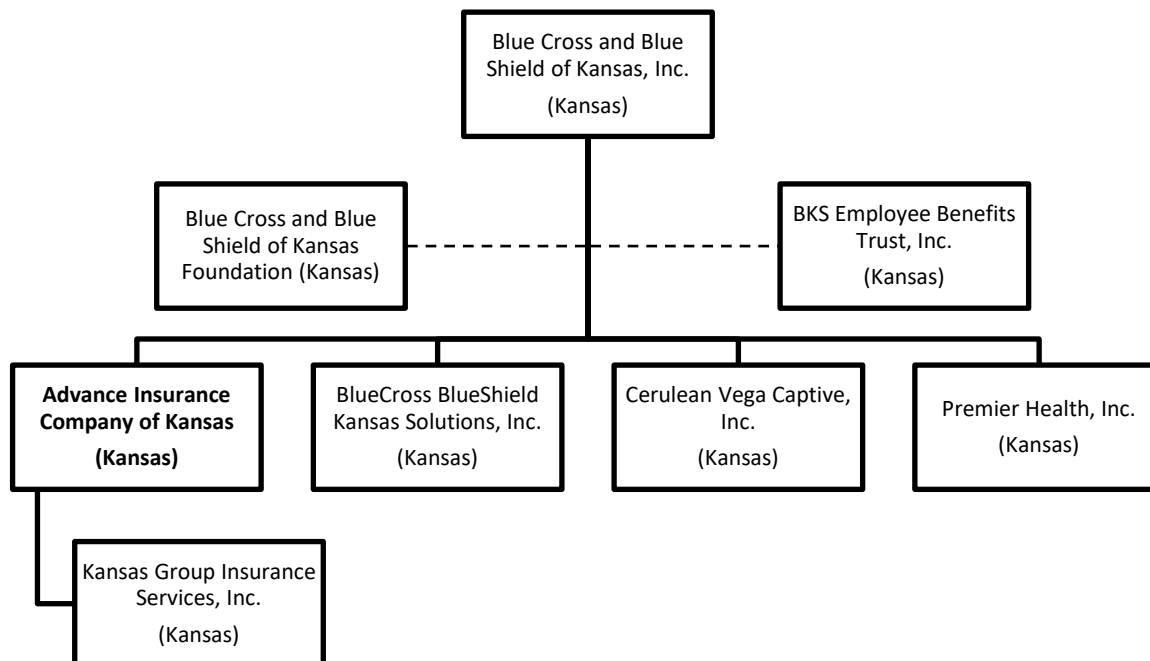 Blue Cross and Blue
Shield of Kansas, Inc.
(Kansas)
Blue Cross and Blue
Shield of Kansas
Foundation (Kansas)
BKS Employee Benefits
Trust, Inc.
(Kansas)
Advance Insurance
Company of Kansas
(Kansas)
BlueCross BlueShield
Kansas Solutions, Inc.
(Kansas)
Cerulean Vega Captive,
Inc.
(Kansas)
Premier Health, Inc.
(Kansas)
Kansas Group Insurance
Services, Inc.
(Kansas)